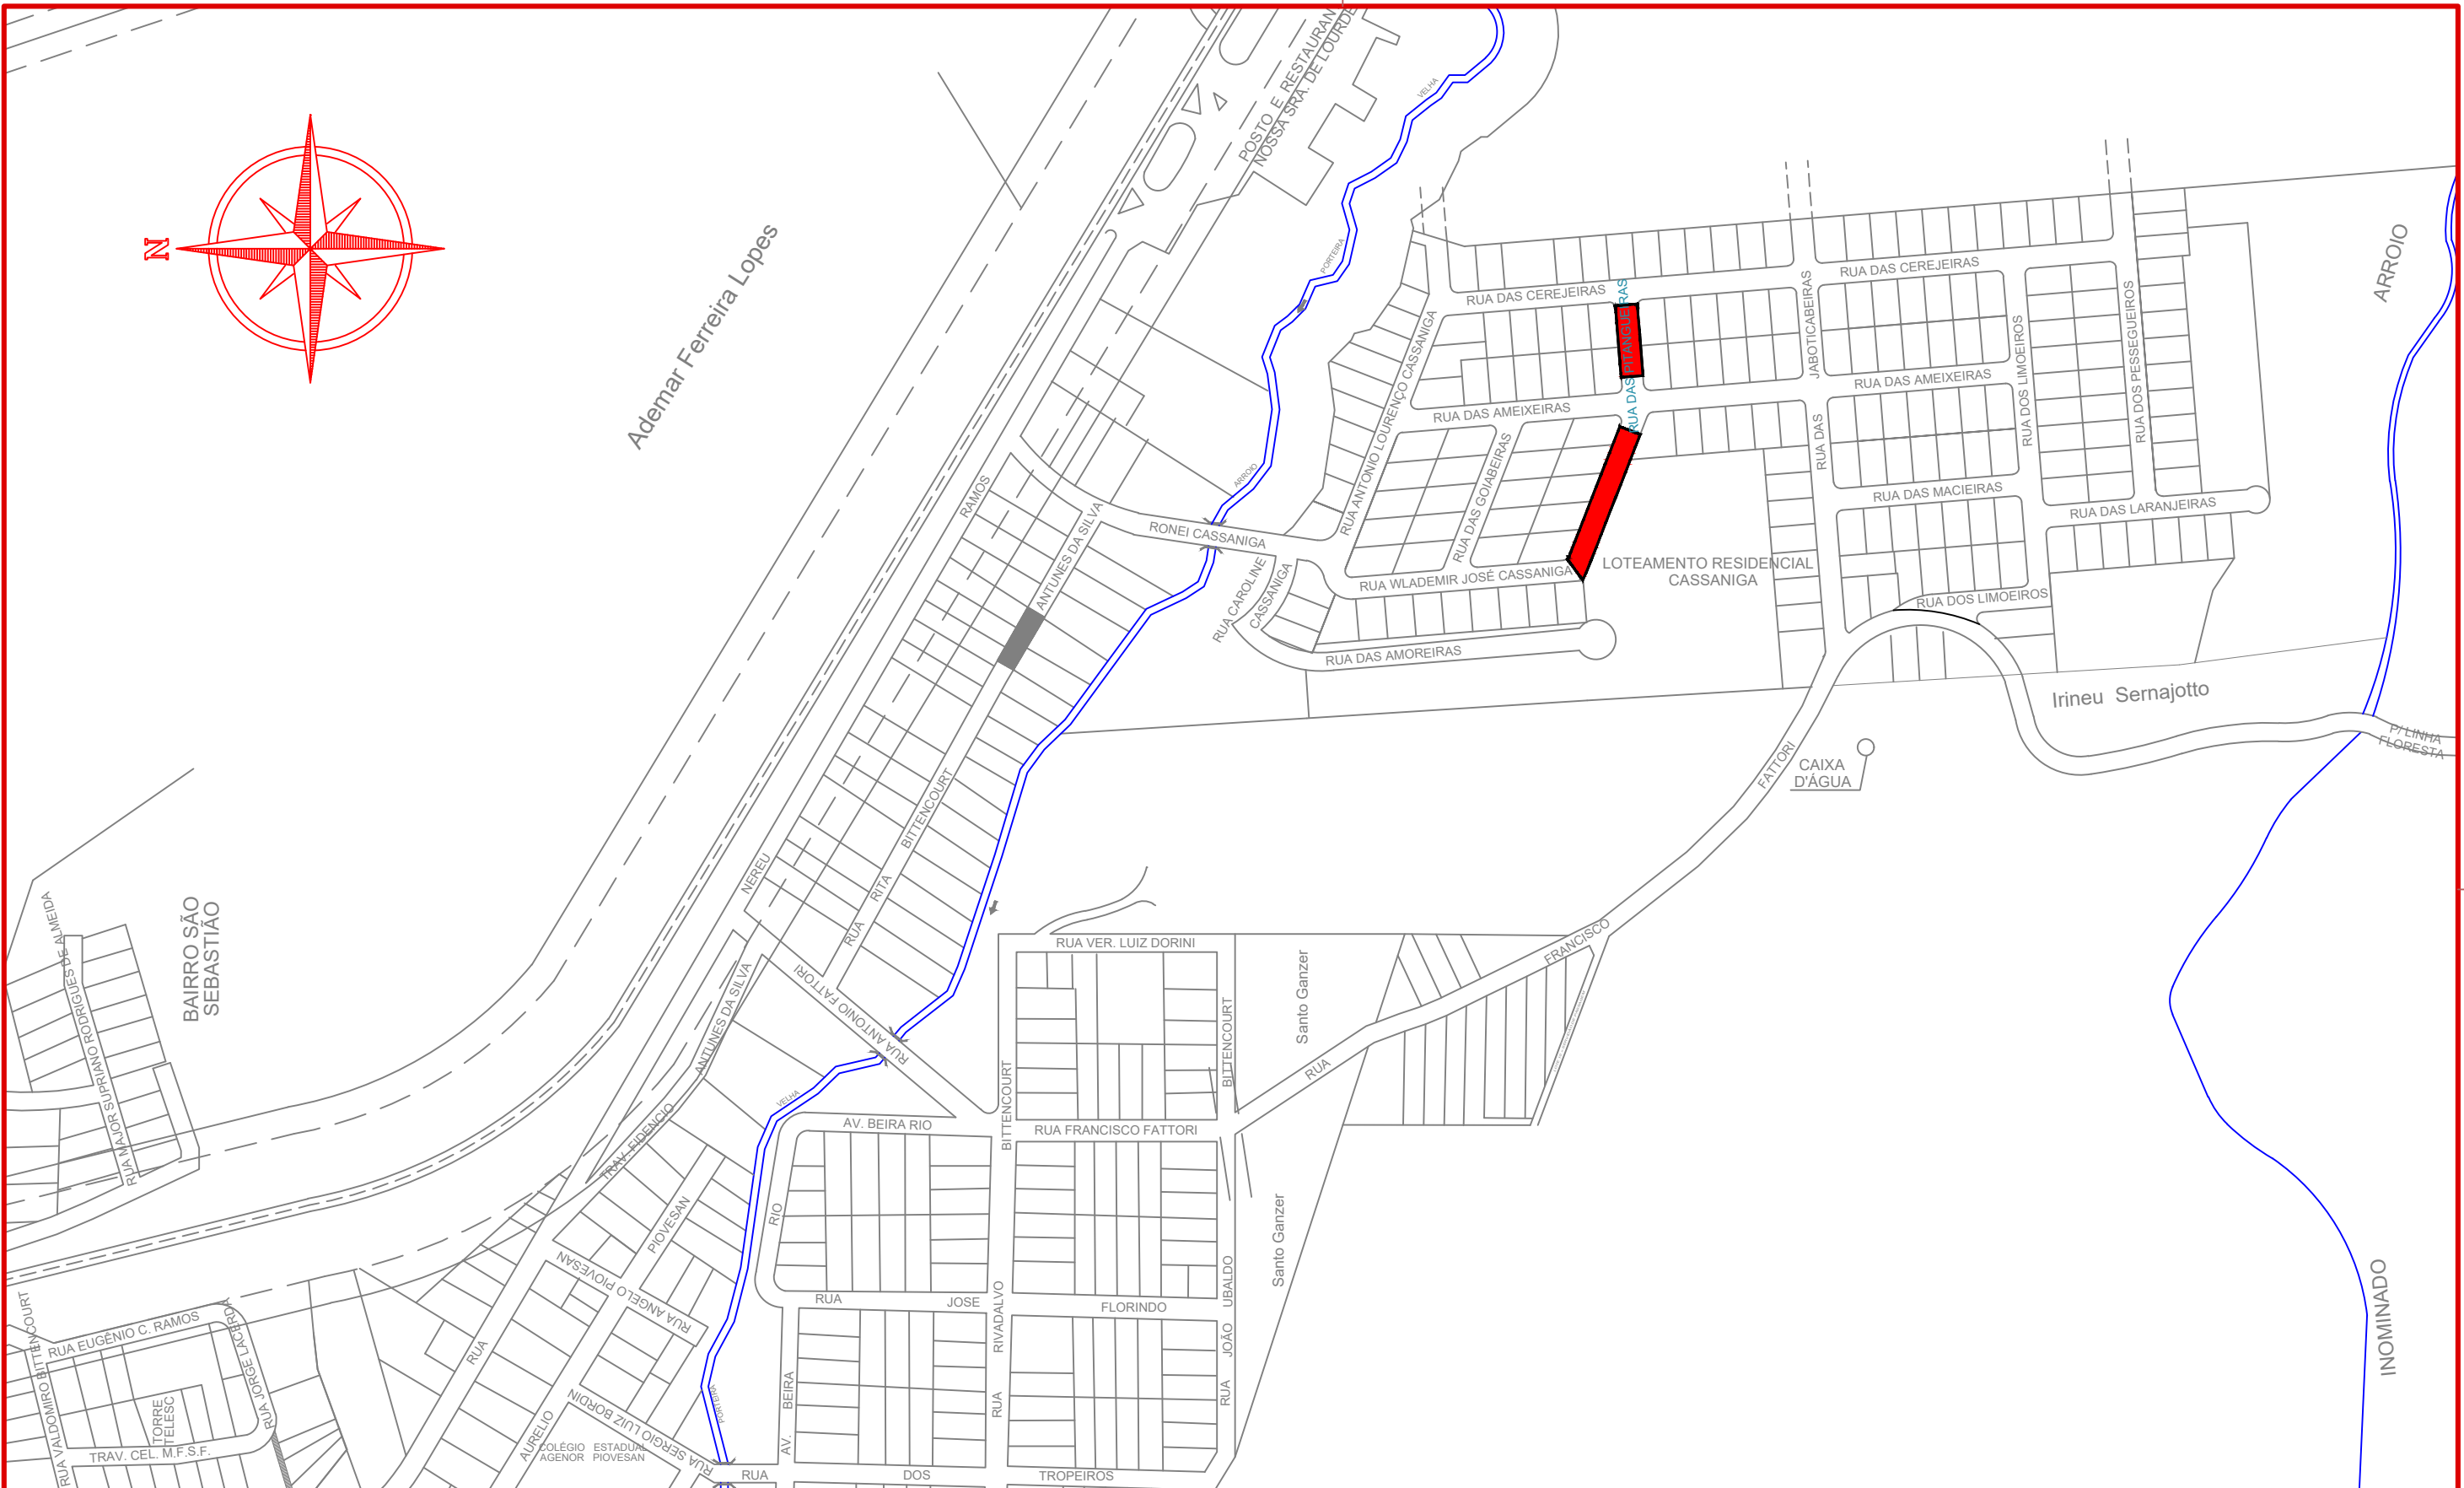 POSTO E RESTAURAN
NOSSA SRA. DE LOURDE
VELHA
N
Ademar Ferreira Lopes
PORTEIRA
ARROIO
ARROIO
RUA DAS CEREJEIRAS
RUA DAS CEREJEIRAS
RUA DAS PITANGUEIRAS
JABOTICABEIRAS
RUA DAS
RUA DOS LIMOEIROS
RUA DOS PESSEGUEIROS
RUA ANTONIO LOURENÇO CASSANIGA
RUA DAS AMEIXEIRAS
RUA DAS AMEIXEIRAS
RUA DAS GOIABEIRAS
RUA DAS MACIEIRAS
RUA DAS LARANJEIRAS
RAMOS
ANTUNES DA SILVA
RONEI CASSANIGA
RUA CAROLINE
CASSANIGA
RUA WLADEMIR JOSÉ CASSANIGA
LOTEAMENTO RESIDENCIAL
CASSANIGA
RUA DOS LIMOEIROS
RUA DAS AMOREIRAS
Irineu Sernajotto
P/ LINHA
FLORESTA
FATTORI
CAIXA
D'ÁGUA
BITTENCOURT
NEREU
RITA
RUA
RUA MAJOR SUPRIANO RODRIGUES DE ALMEIDA
BAIRRO SÃO
SEBASTIÃO
RUA ANTONIO FATTORI
ANTUNES DA SILVA
RUA VER. LUIZ DORINI
Santo Ganzer
FRANCISCO
RUA
BITTENCOURT
BITTENCOURT
VELHA
AV. BEIRA RIO
RUA FRANCISCO FATTORI
TRAV. FIDENCIO
PIOVESAN
RIO
Santo Ganzer
RUA ANGELO PIOVESAN
UBALDO
RUA
JOSE
FLORINDO
RIVADALVO
JOÃO
INOMINADO
RUA EUGÊNIO C. RAMOS
RUA VALDOMIRO BITTENCOURT
RUA JORGE LACERDA
RUA
TORRE
TELESC
TRAV. CEL. M.F.S.F.
AURELIO
RUA SERGIO LUIZ BORDIN
COLÉGIO ESTADUAL
AGENOR PIOVESAN
PORTEIRA
BEIRA
AV.
RUA
RUA
RUA
DOS
TROPEIROS